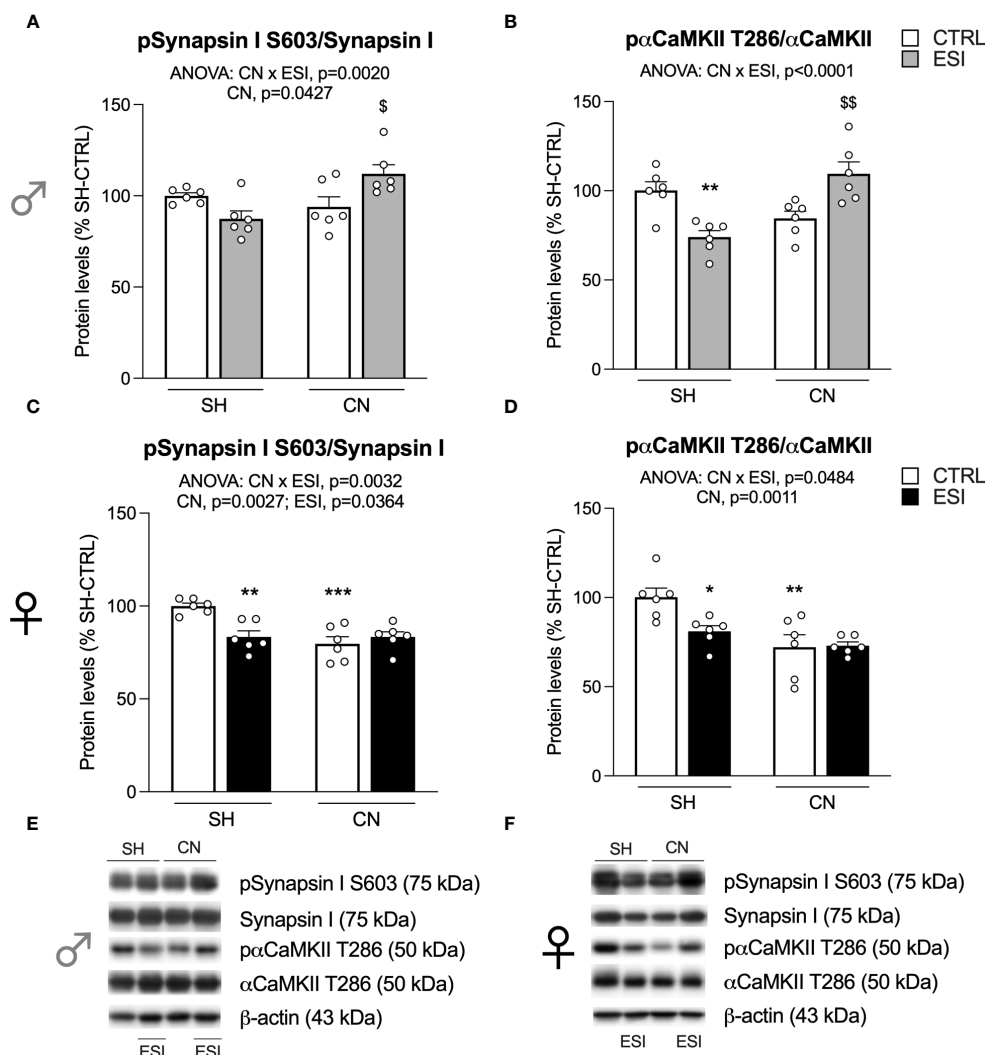 A
pSynapsin I S603/Synapsin I
ANOVA: CN x ESI, p=0.0020
CN, p=0.0427
Protein levels (% SH-CTRL)
150
100
50
0
$
SH
CN
B
pαCaMKII T286/αCaMKII
ANOVA: CN x ESI, p<0.0001
CTRL
ESI
Protein levels (% SH-CTRL)
150
100
50
0
**
$$
SH
CN
♂
C
pSynapsin I S603/Synapsin I
ANOVA: CN x ESI, p=0.0032
CN, p=0.0027; ESI, p=0.0364
Protein levels (% SH-CTRL)
150
100
50
0
**
***
SH
CN
D
pαCaMKII T286/αCaMKII
ANOVA: CN x ESI, p=0.0484
CN, p=0.0011
CTRL
ESI
Protein levels (% SH-CTRL)
150
100
50
0
*
**
SH
CN
♀
E
SH CN
pSynapsin I S603 (75 kDa)
Synapsin I (75 kDa)
pαCaMKII T286 (50 kDa)
αCaMKII T286 (50 kDa)
β-actin (43 kDa)
ESI ESI
♂
F
SH CN
pSynapsin I S603 (75 kDa)
Synapsin I (75 kDa)
pαCaMKII T286 (50 kDa)
αCaMKII T286 (50 kDa)
β-actin (43 kDa)
ESI ESI
♀